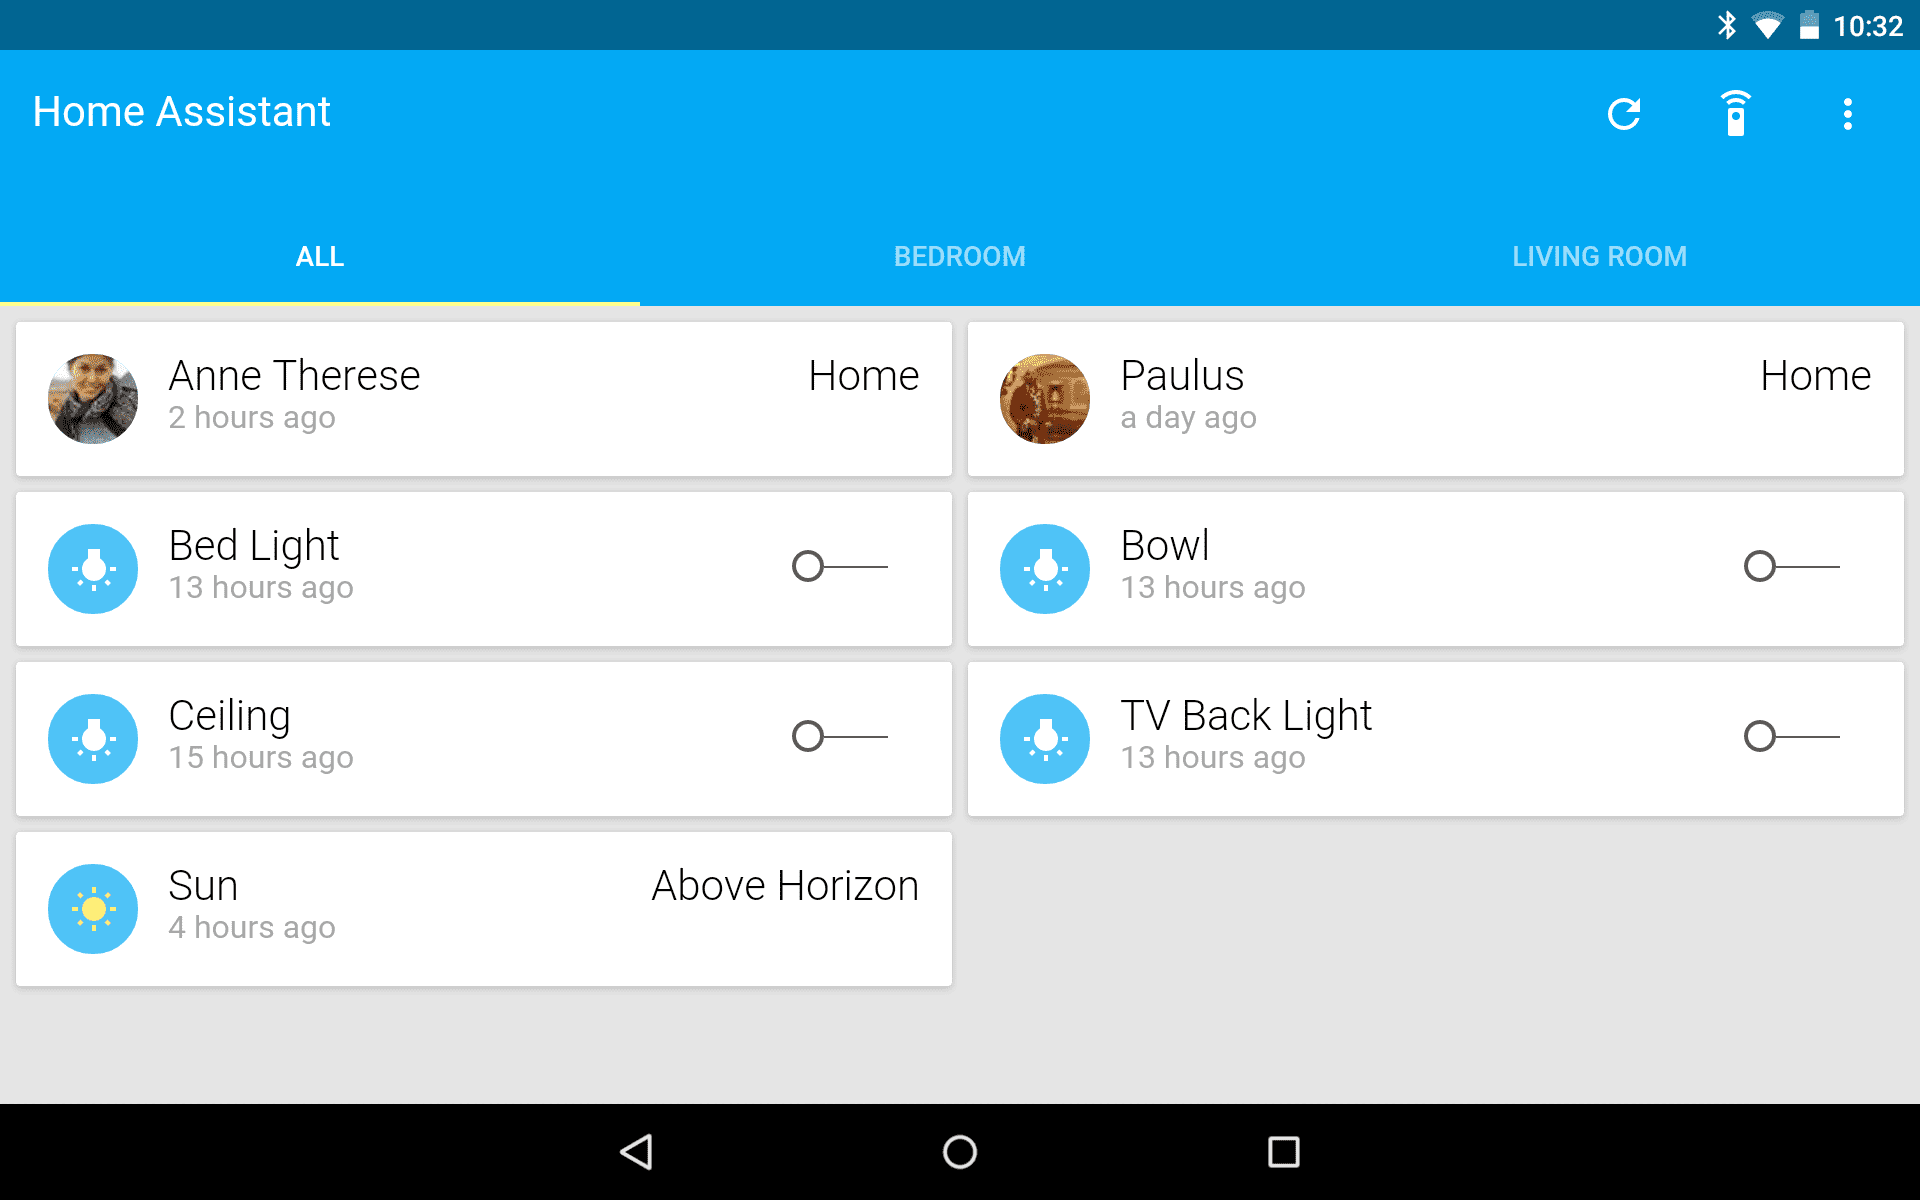 10:32
Home Assistant
ALL
BEDROOM
LIVING ROOM
Anne Therese
Home
2 hours ago
Paulus
Home
a day ago
Bed Light
13 hours ago
Bowl
13 hours ago
Ceiling
15 hours ago
TV Back Light
13 hours ago
Sun
Above Horizon
4 hours ago